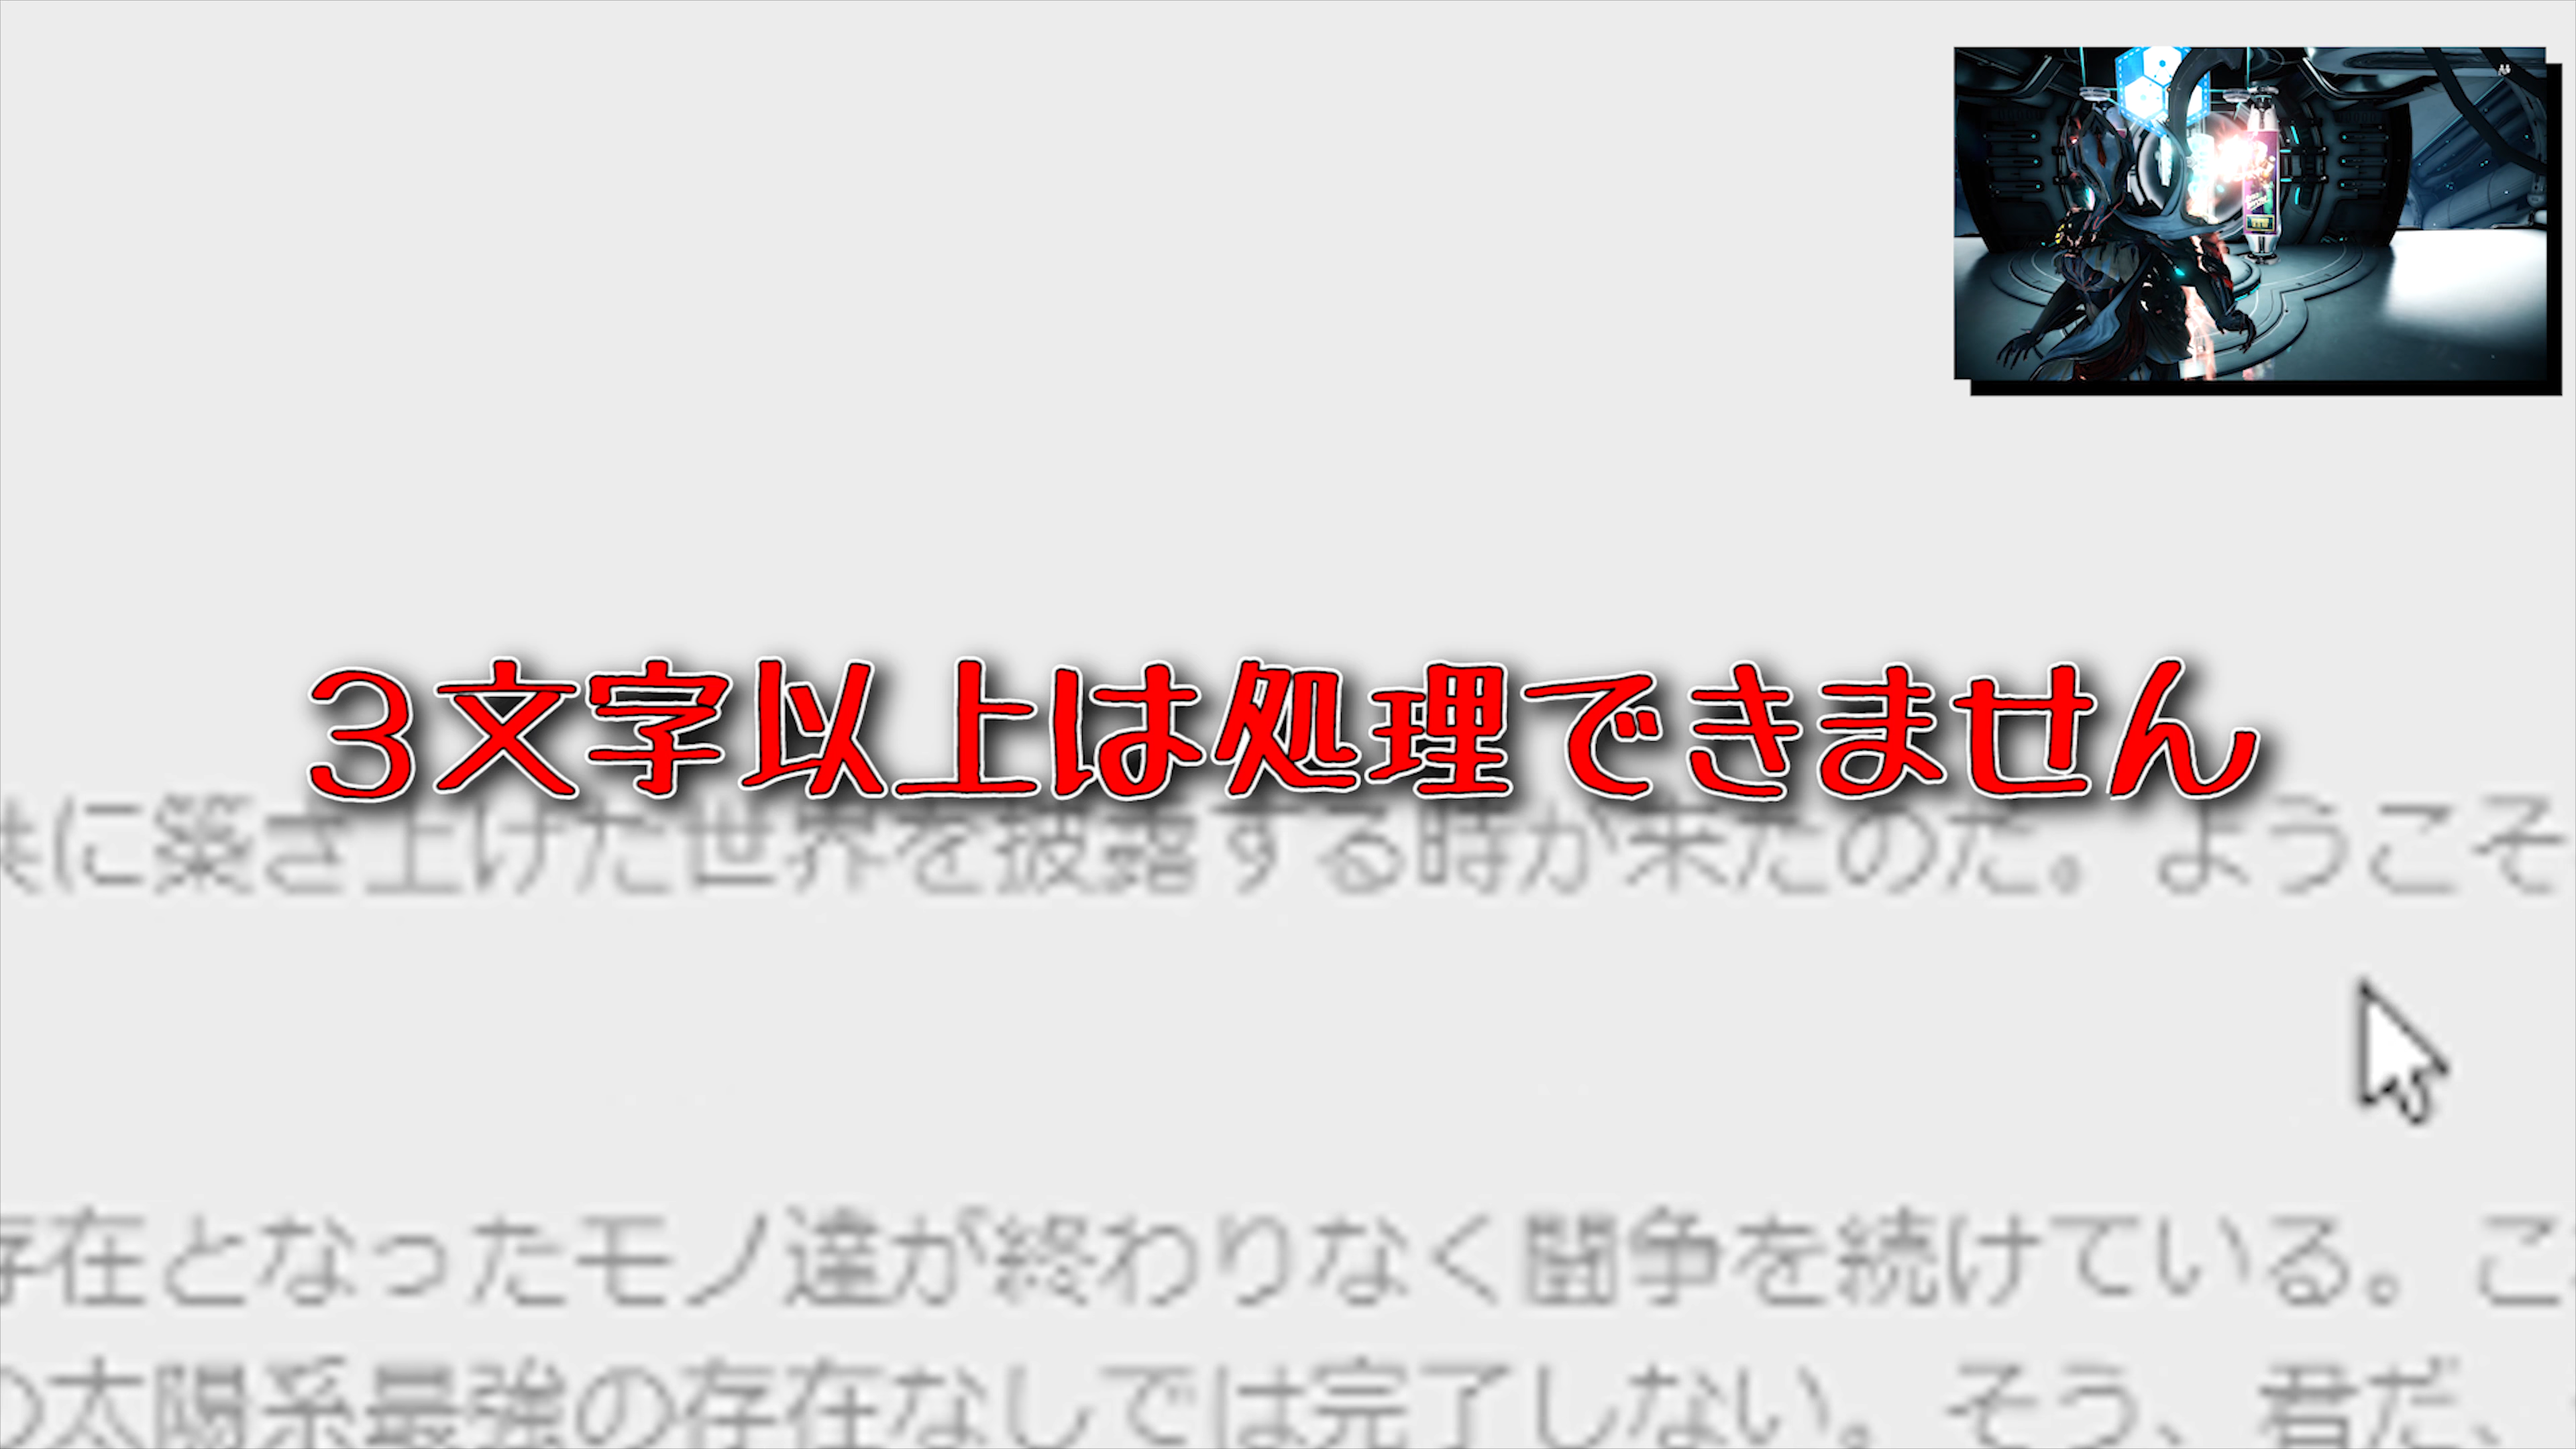 ３文字以上は処理できません
に築き上げた世界を披露する時が来たのだ。ようこそ
存在となったモノ達が終わりなく闘争を続けている。こ
の太陽系最強の存在なしでは完了しない。そう、君だ、